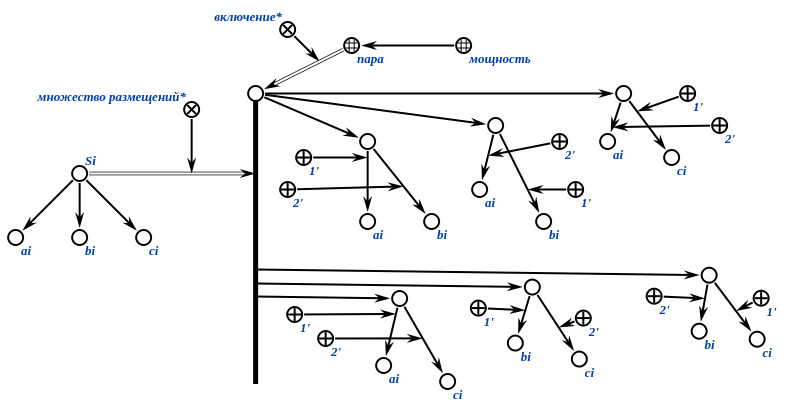 включение*
пара
мощность
множество размещений*
Si
ai
bi
ci
1'
2'
ai
bi
2'
1'
ai
bi
1'
2'
ai
ci
1'
2'
ai
ci
1'
2'
bi
ci
2'
1'
bi
ci